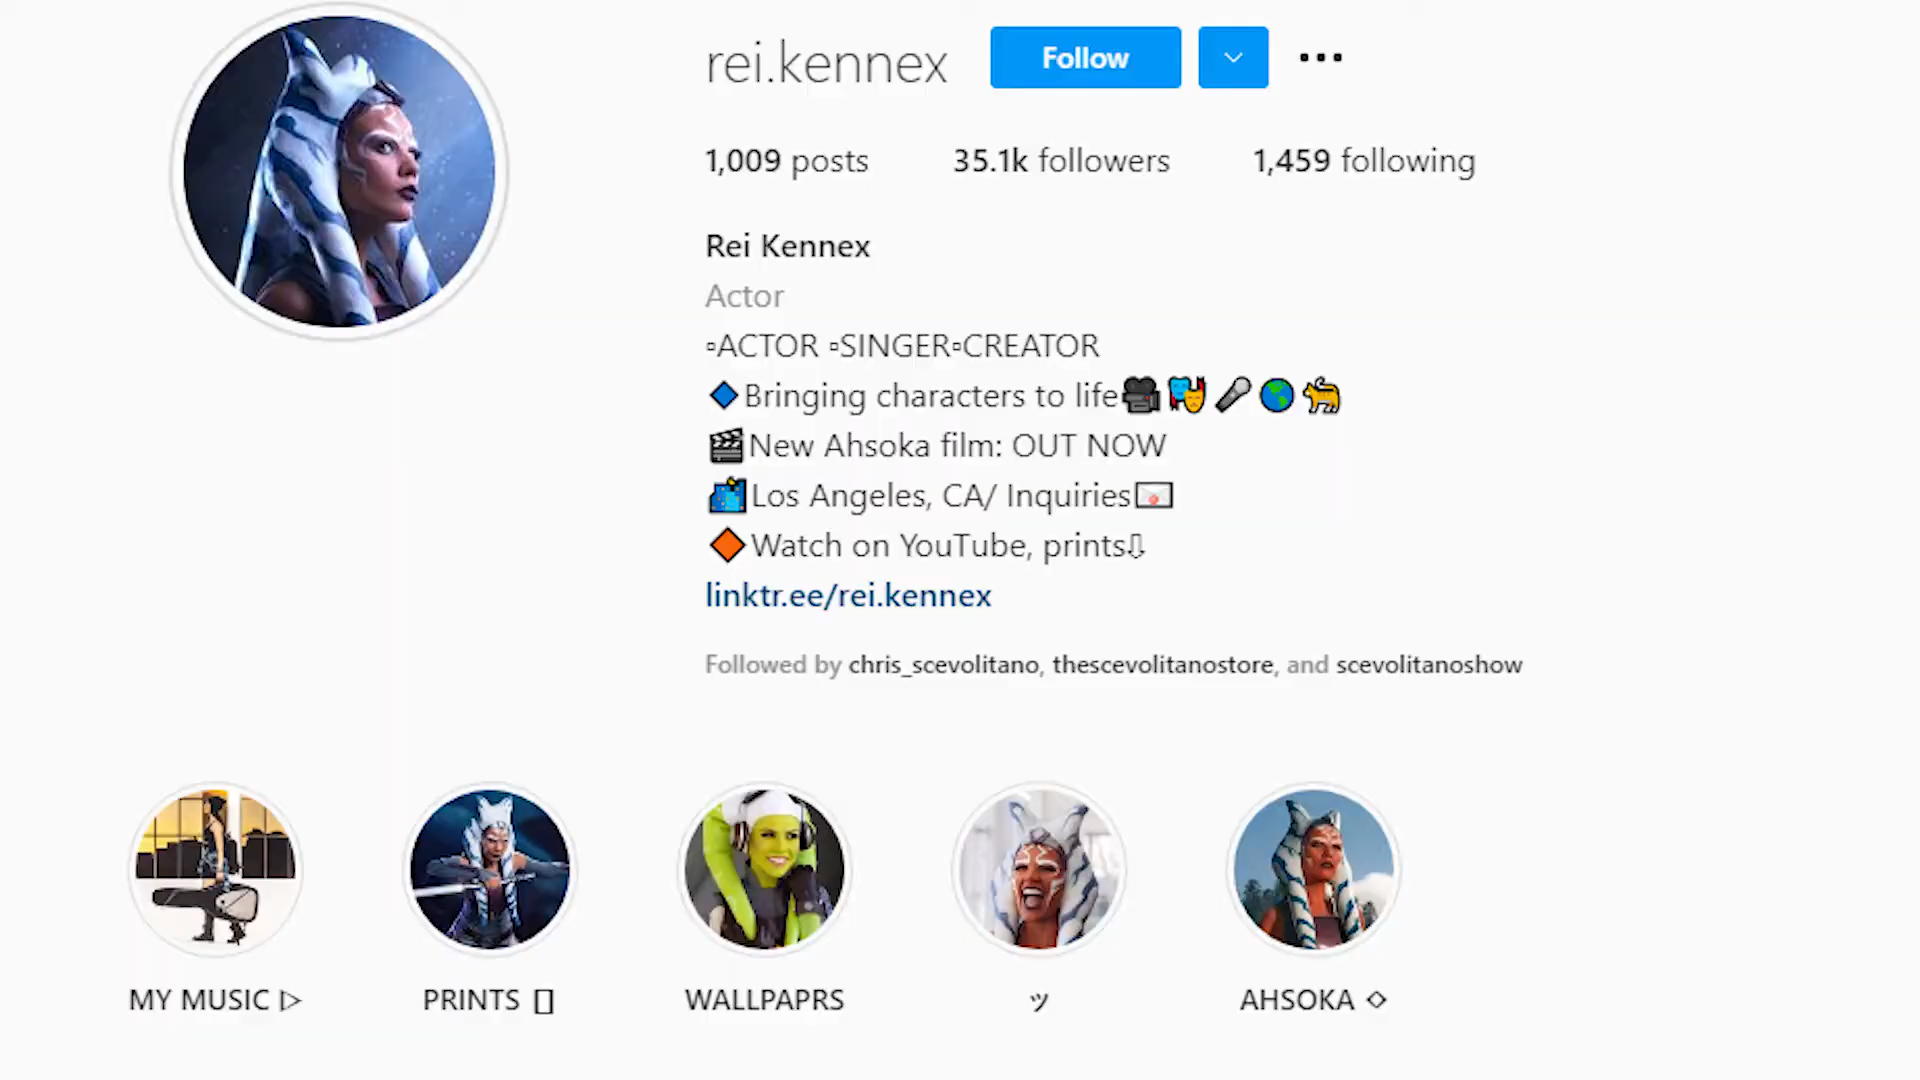 rei.kennex Follow
1,009 posts 35.1k followers 1,459 following
Rei Kennex
Actor
▫ACTOR ▫SINGER▫CREATOR
🔷Bringing characters to life🎥🎭🎤🌎🐅
🎬New Ahsoka film: OUT NOW
🌃Los Angeles, CA/ Inquiries💌
🔶Watch on YouTube, prints⇩
linktr.ee/rei.kennex
Followed by chris_scevolitano, thescevolitanostore, and scevolitanoshow
MY MUSIC ▷ PRINTS ▯ WALLPAPRS ツ AHSOKA ◇